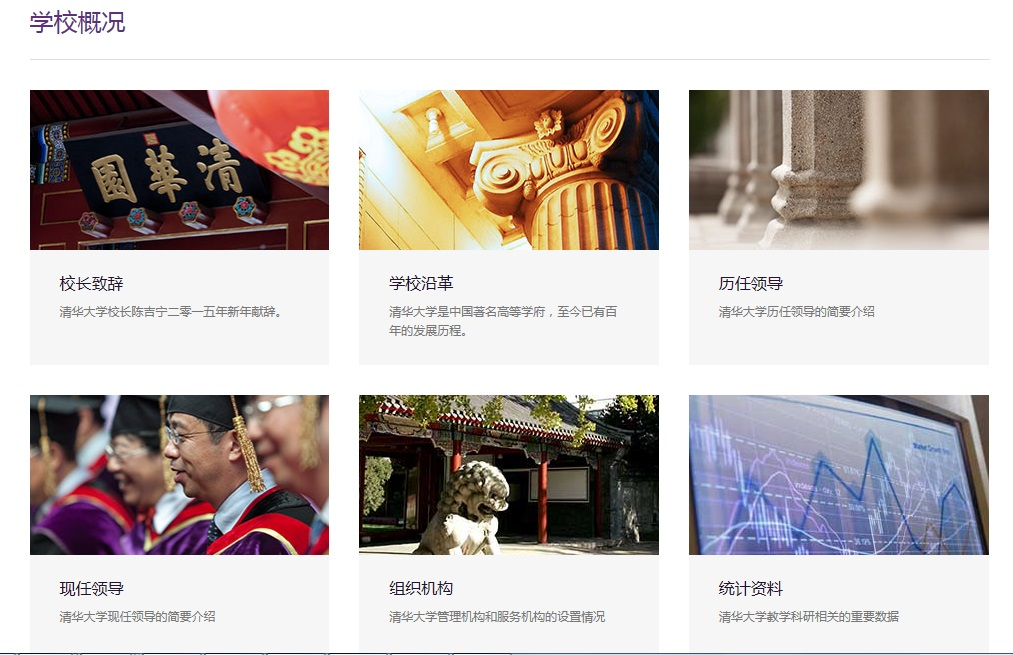 学校概况
清華園
校长致辞
清华大学校长陈吉宁二零一五年新年献辞。
学校沿革
清华大学是中国著名高等学府，至今已有百
年的发展历程。
历任领导
清华大学历任领导的简要介绍
现任领导
清华大学现任领导的简要介绍
组织机构
清华大学管理机构和服务机构的设置情况
统计资料
清华大学教学科研相关的重要数据